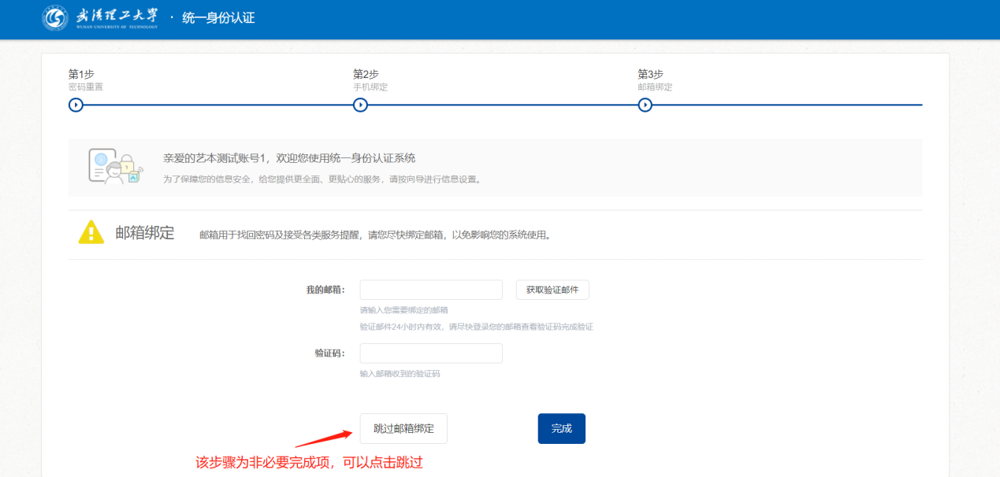 武汉理工大学 · 统一身份认证
WUHAN UNIVERSITY OF TECHNOLOGY
第1步
密码重置
第2步
手机绑定
第3步
邮箱绑定
亲爱的艺本测试账号1，欢迎您使用统一身份认证系统
为了保障您的信息安全，给您提供更全面、更贴心的服务，请按向导进行信息设置。
邮箱绑定 邮箱用于找回密码及接受各类服务提醒，请您尽快绑定邮箱，以免影响您的系统使用。
我的邮箱： 获取验证邮件
请输入您需要绑定的邮箱
验证邮件24小时内有效，请尽快登录您的邮箱查看验证码完成验证
验证码：
输入邮箱收到的验证码
跳过邮箱绑定 完成
该步骤为非必要完成项，可以点击跳过